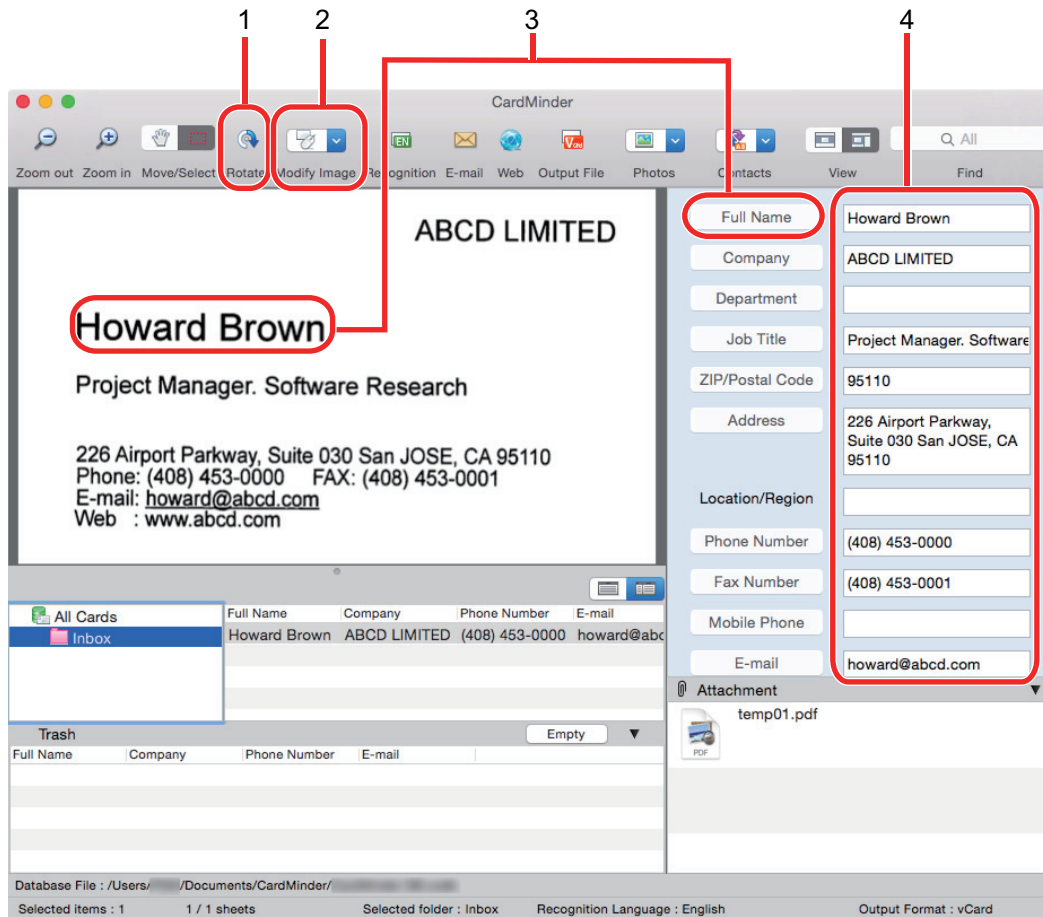 1 2 3 4
CardMinder
All
EN
Zoom out Zoom in Move/Select Rotate Modify Image Recognition E-mail Web Output File Photos Contacts View Find
ABCD LIMITED
Howard Brown
Project Manager. Software Research
226 Airport Parkway, Suite 030 San JOSE, CA 95110
Phone: (408) 453-0000 FAX: (408) 453-0001
E-mail: howard@abcd.com
Web : www.abcd.com
Full Name Howard Brown
Company ABCD LIMITED
Department
Job Title Project Manager. Software
ZIP/Postal Code 95110
Address 226 Airport Parkway,
Suite 030 San JOSE, CA
95110
Location/Region
Phone Number (408) 453-0000
Fax Number (408) 453-0001
Mobile Phone
E-mail howard@abcd.com
All Cards
Inbox
Full Name Company Phone Number E-mail
Howard Brown ABCD LIMITED (408) 453-0000 howard@abc
Trash Empty
Full Name Company Phone Number E-mail
Attachment
temp01.pdf
PDF
Database File : /Users/ /Documents/CardMinder/
Selected items : 1 1 / 1 sheets Selected folder : Inbox Recognition Language : English Output Format : vCard